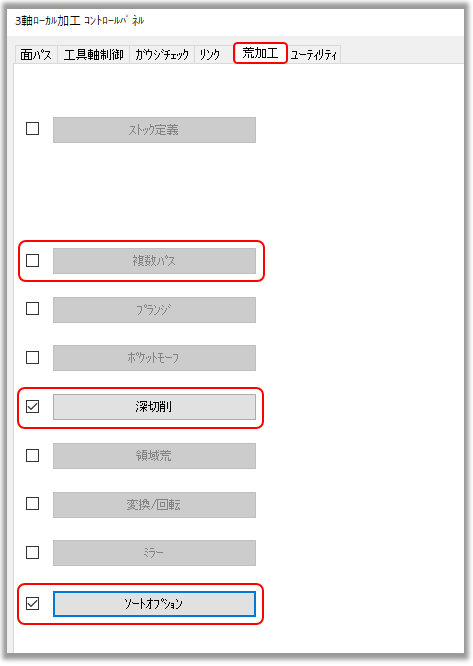 3軸ﾛｰｶﾙ加工 ｺﾝﾄﾛｰﾙﾊﾟﾈﾙ
面ﾊﾟｽ 工具軸制御 ｶﾞｳｼﾞﾁｪｯｸ ﾘﾝｸ 荒加工 ﾕｰﾃｨﾘﾃｨ
ｽﾄｯｸ定義
複数ﾊﾟｽ
ﾌﾟﾗﾝｼﾞ
ﾎﾟｹｯﾄﾓｰﾌ
深切削
領域荒
変換/回転
ﾐﾗｰ
ｿｰﾄｵﾌﾟｼｮﾝ